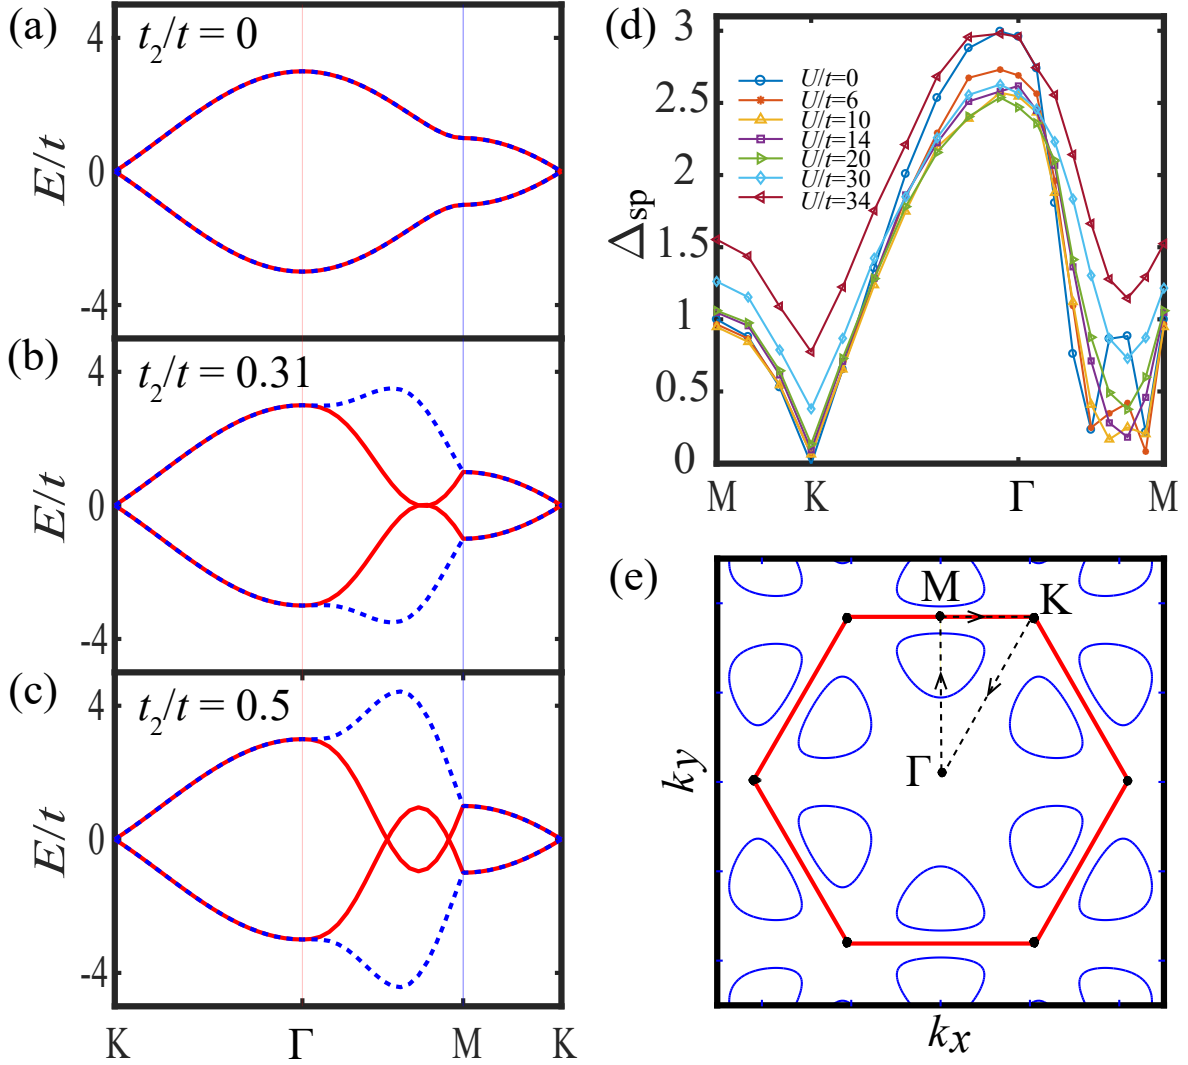 (a)
t₂/t = 0
E/t
4
0
-4
(b)
t₂/t = 0.31
E/t
4
0
-4
(c)
t₂/t = 0.5
E/t
4
0
-4
K Γ M K
(d)
Δsp
3
2.5
2
1.5
1
0.5
0
U/t=0
U/t=6
U/t=10
U/t=14
U/t=20
U/t=30
U/t=34
M K Γ M
(e)
M K
Γ
ky
kx